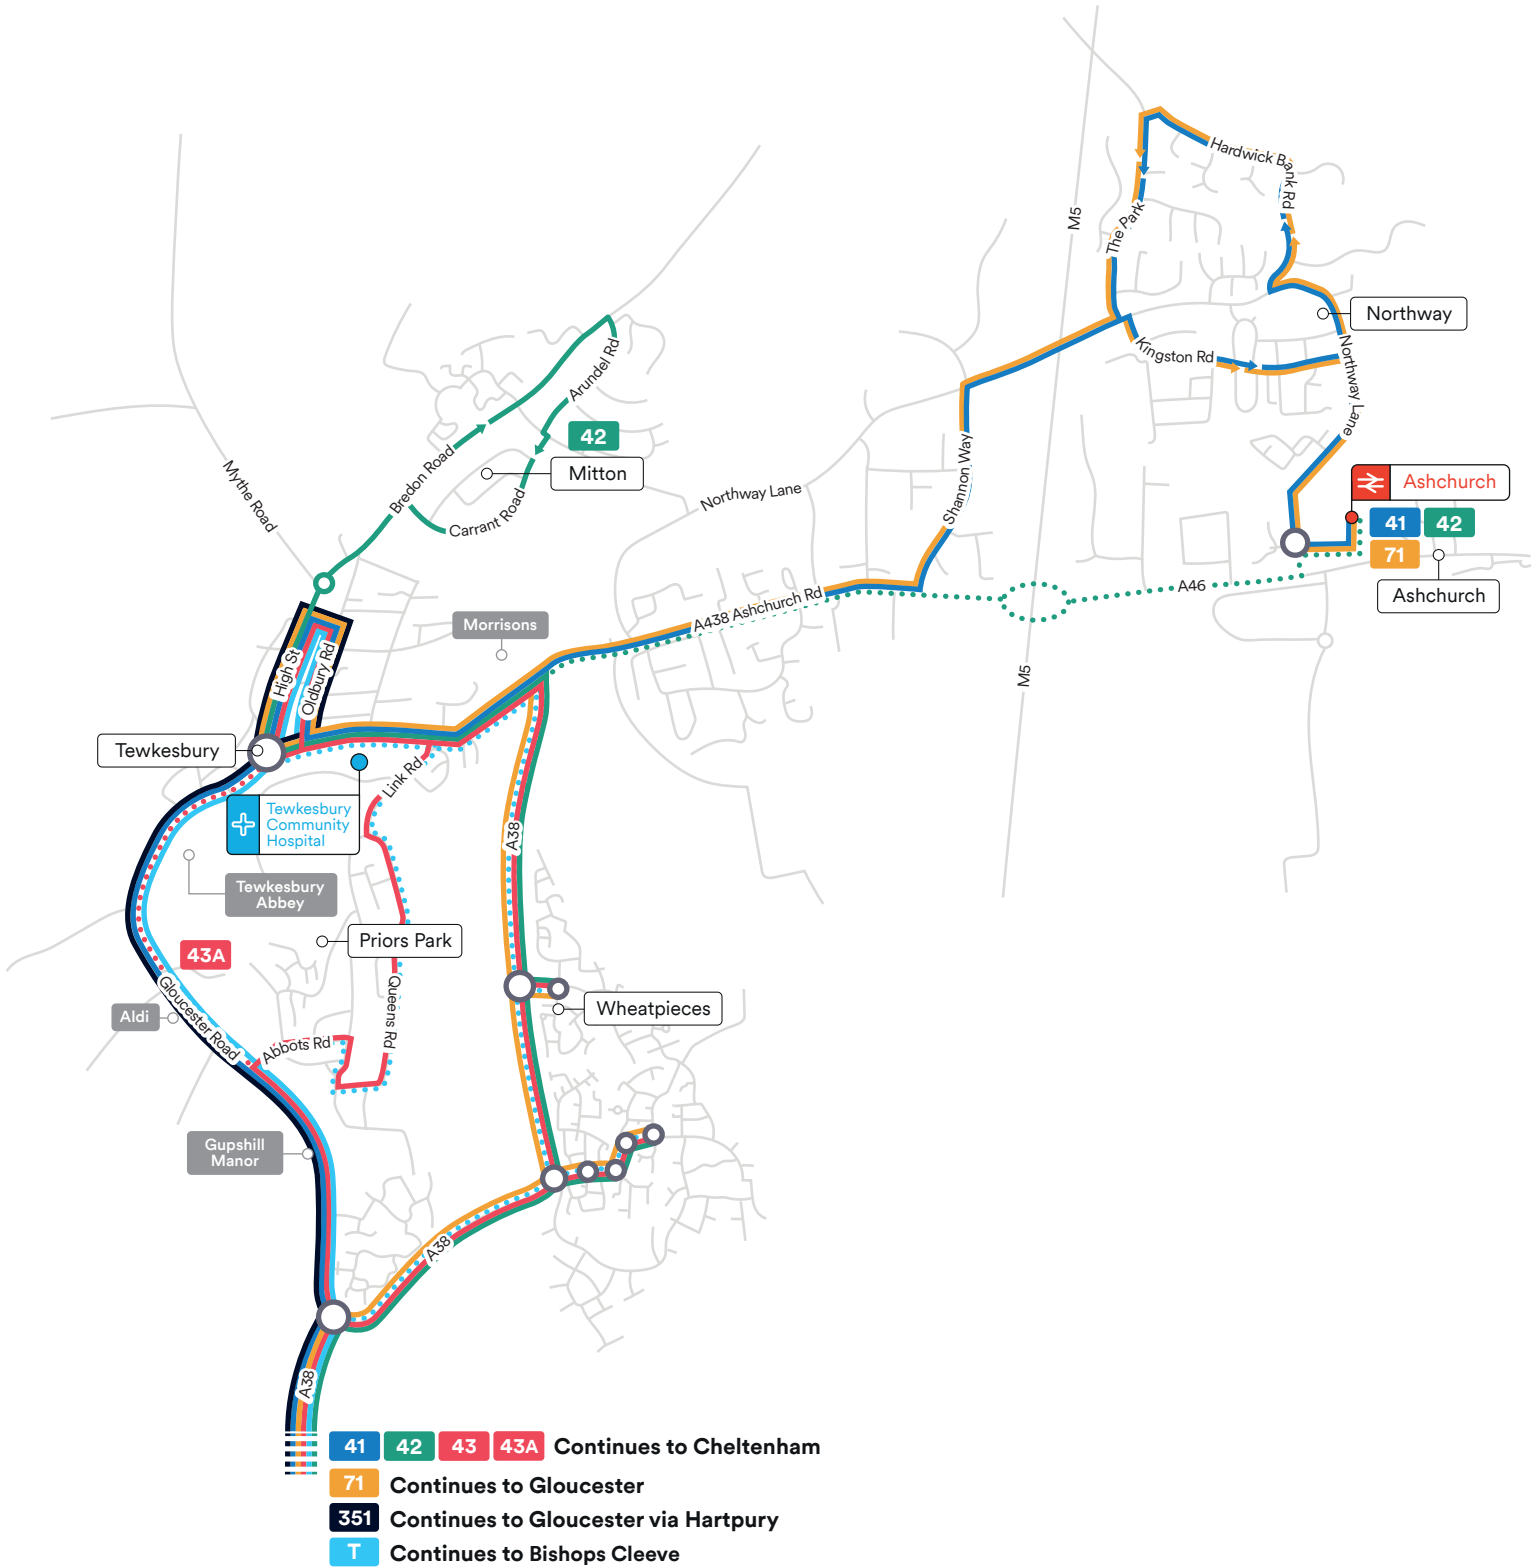 M5
Hardwick Bank Rd
The Park
Northway
Kingston Rd
Northway Lane
Arundel Rd
42
Mitton
Bredon Road
Carrant Road
Mythe Road
Northway Lane
Shannon Way
Ashchurch
41
42
71
Ashchurch
A46
A438 Ashchurch Rd
Morrisons
M5
High St
Oldbury Rd
Tewkesbury
Link Rd
Tewkesbury
Community
Hospital
A38
Tewkesbury
Abbey
43A
Priors Park
Gloucester Road
Queens Rd
Aldi
Wheatpieces
Abbots Rd
Gupshill
Manor
A38
A38
41 42 43 43A Continues to Cheltenham
71 Continues to Gloucester
351 Continues to Gloucester via Hartpury
T Continues to Bishops Cleeve